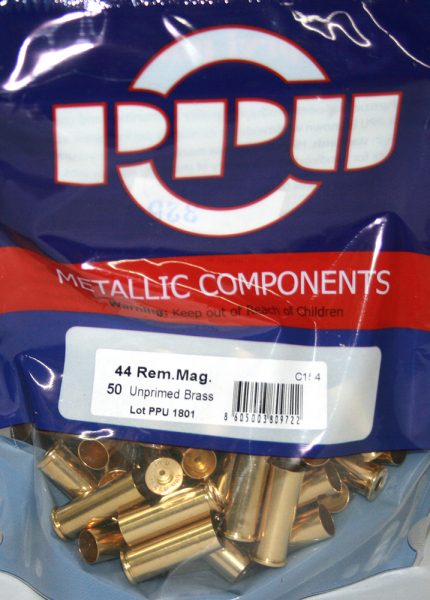 PPU
METALLIC COMPONENTS
Warning: Keep out of Reach of Children
44 Rem.Mag.
50 Unprimed Brass
Lot PPU 1801
8 605003 809722